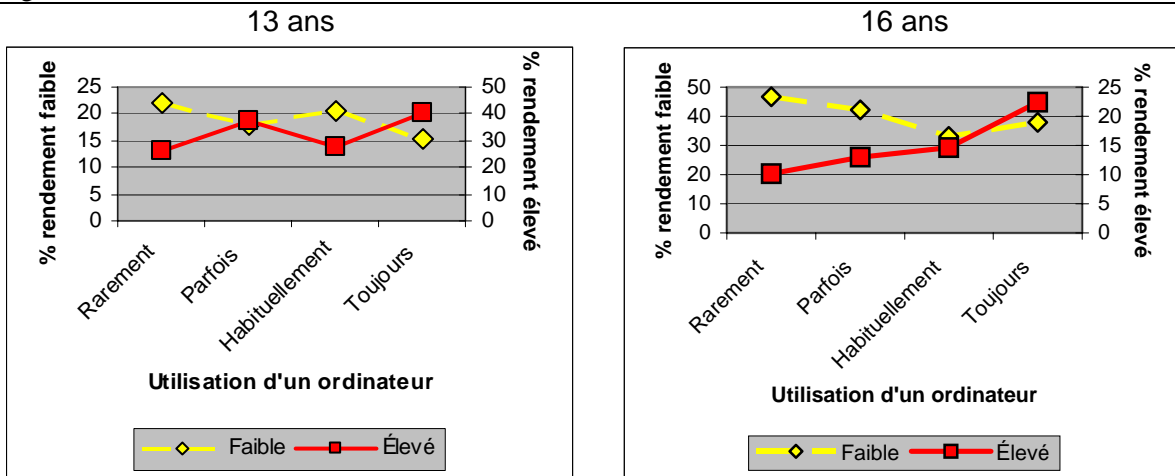 13 ans
% rendement faible
25
20
15
10
5
0
50
40
30
20
10
0
% rendement élevé
Rarement
Parfois
Habituellement
Toujours
Utilisation d'un ordinateur
Faible
Élevé
16 ans
% rendement faible
50
40
30
20
10
0
25
20
15
10
5
0
% rendement élevé
Rarement
Parfois
Habituellement
Toujours
Utilisation d'un ordinateur
Faible
Élevé